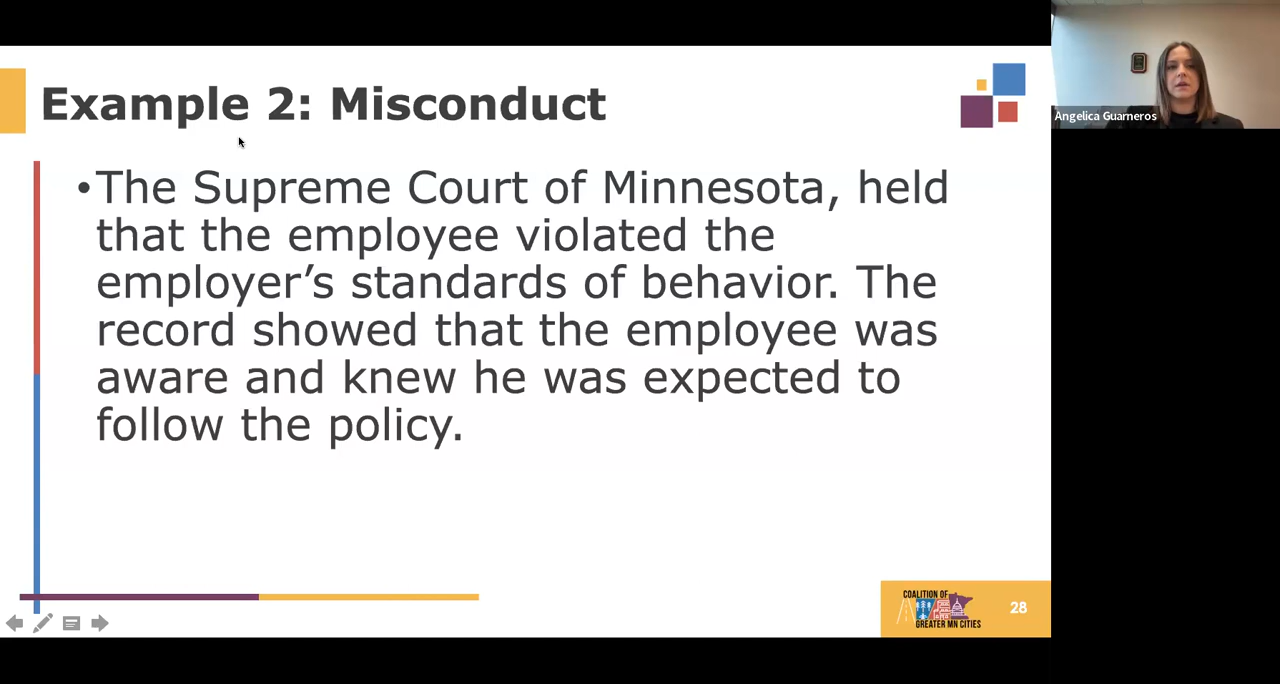 Example 2: Misconduct
•The Supreme Court of Minnesota, held
that the employee violated the
employer’s standards of behavior. The
record showed that the employee was
aware and knew he was expected to
follow the policy.
COALITION OF
GREATER MN CITIES
28
Angelica Guarneros